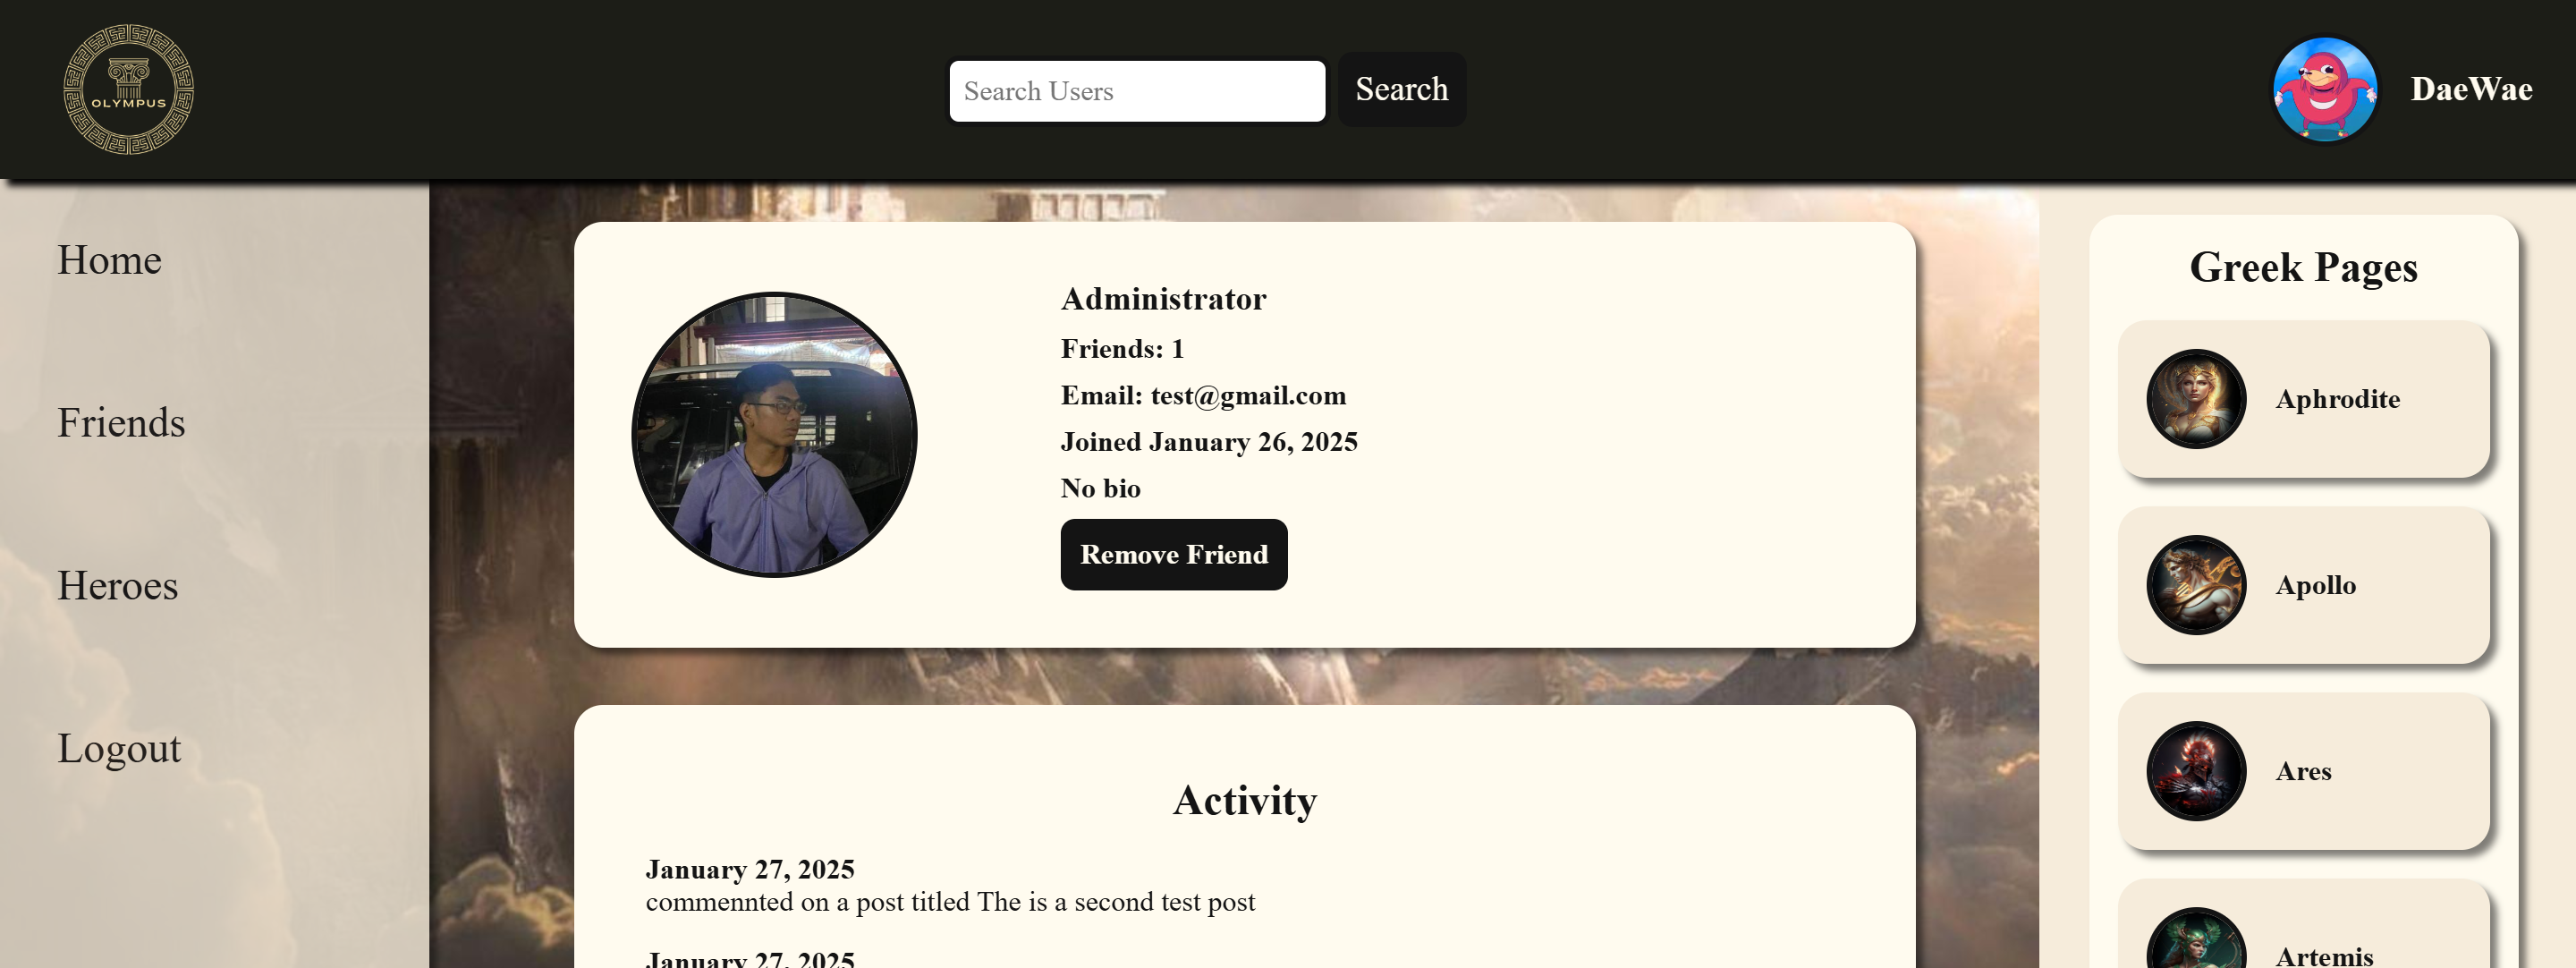 OLYMPUS
Search Users
Search
DaeWae
Home
Friends
Heroes
Logout
Administrator
Friends: 1
Email: test@gmail.com
Joined January 26, 2025
No bio
Remove Friend
Activity
January 27, 2025
commennted on a post titled The is a second test post
January 27, 2025
Greek Pages
Aphrodite
Apollo
Ares
Artemis